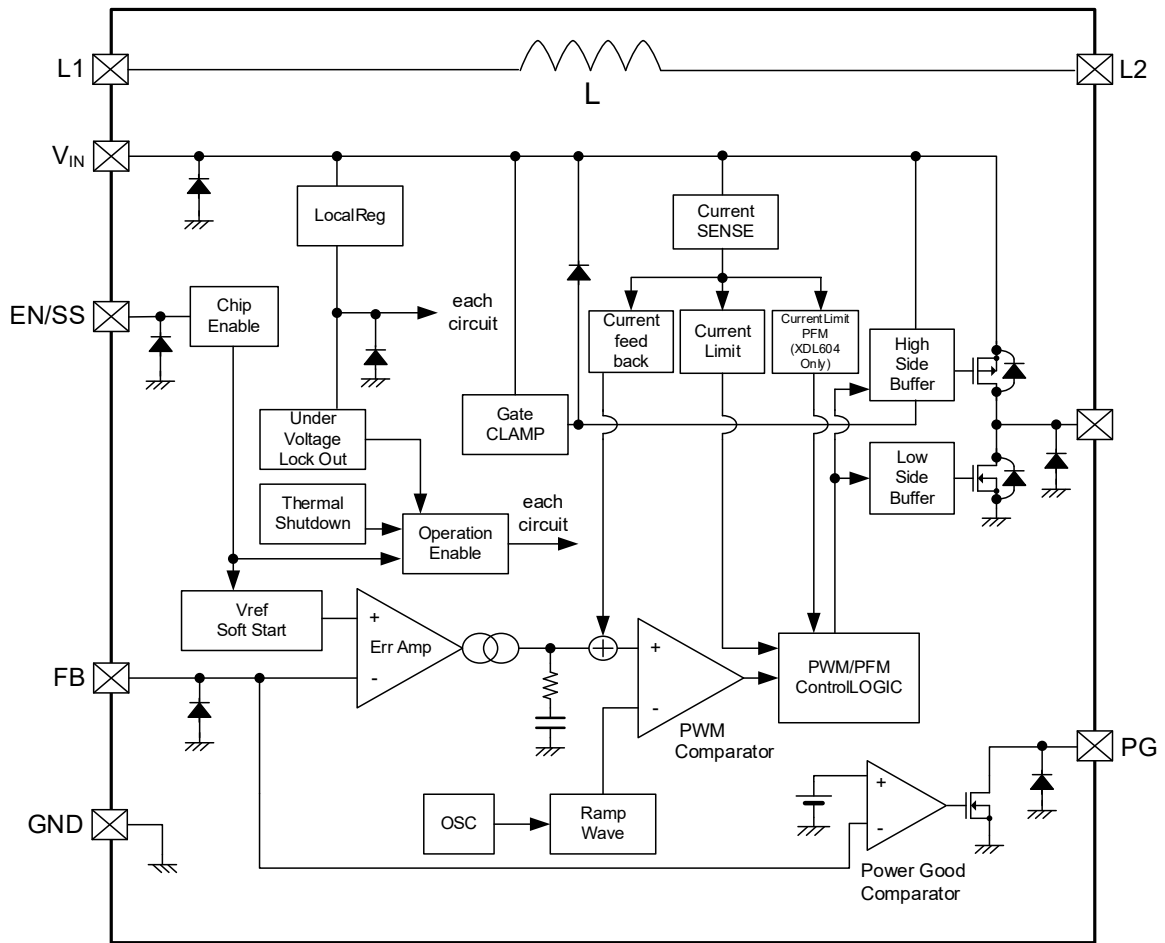 L1
L
L2
VIN
LocalReg
Current
SENSE
EN/SS
Chip
Enable
each
circuit
Current
feed
back
Current
Limit
CurrentLimit
PFM
(XDL604
Only)
High
Side
Buffer
Under
Voltage
Lock Out
Gate
CLAMP
Low
Side
Buffer
Thermal
Shutdown
Operation
Enable
each
circuit
Vref
Soft Start
+
Err Amp
-
FB
+
-
PWM
Comparator
PWM/PFM
ControlLOGIC
PG
GND
OSC
Ramp
Wave
+
-
Power Good
Comparator